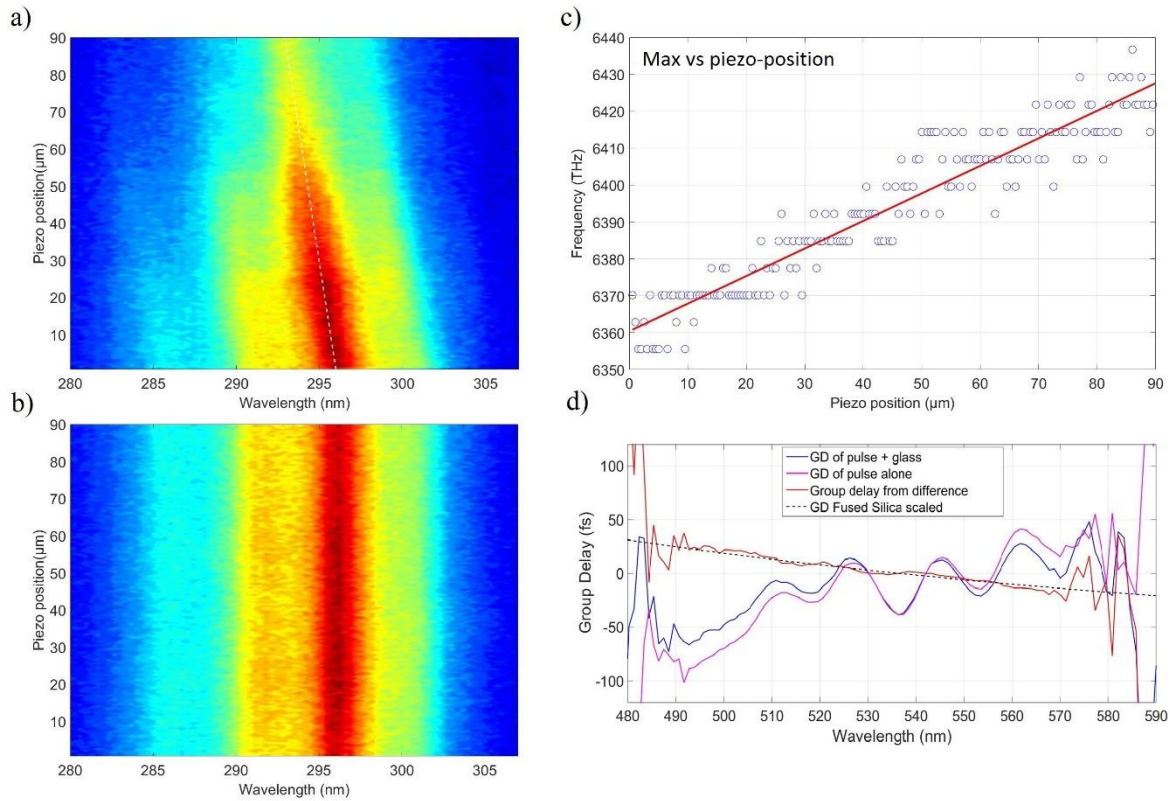 a)
90
80
70
60
50
40
30
20
10
Piezo position(µm)
280 285 290 295 300 305
Wavelength (nm)
b)
90
80
70
60
50
40
30
20
10
Piezo position(µm)
280 285 290 295 300 305
Wavelength (nm)
c)
Max vs piezo-position
6440
6430
6420
6410
6400
6390
6380
6370
6360
6350
Frequency (THz)
0 10 20 30 40 50 60 70 80 90
Piezo position (µm)
d)
GD of pulse + glass
GD of pulse alone
Group delay from difference
GD Fused Silica scaled
100
50
0
-50
-100
Group Delay (fs)
480 490 500 510 520 530 540 550 560 570 580 590
Wavelength (nm)